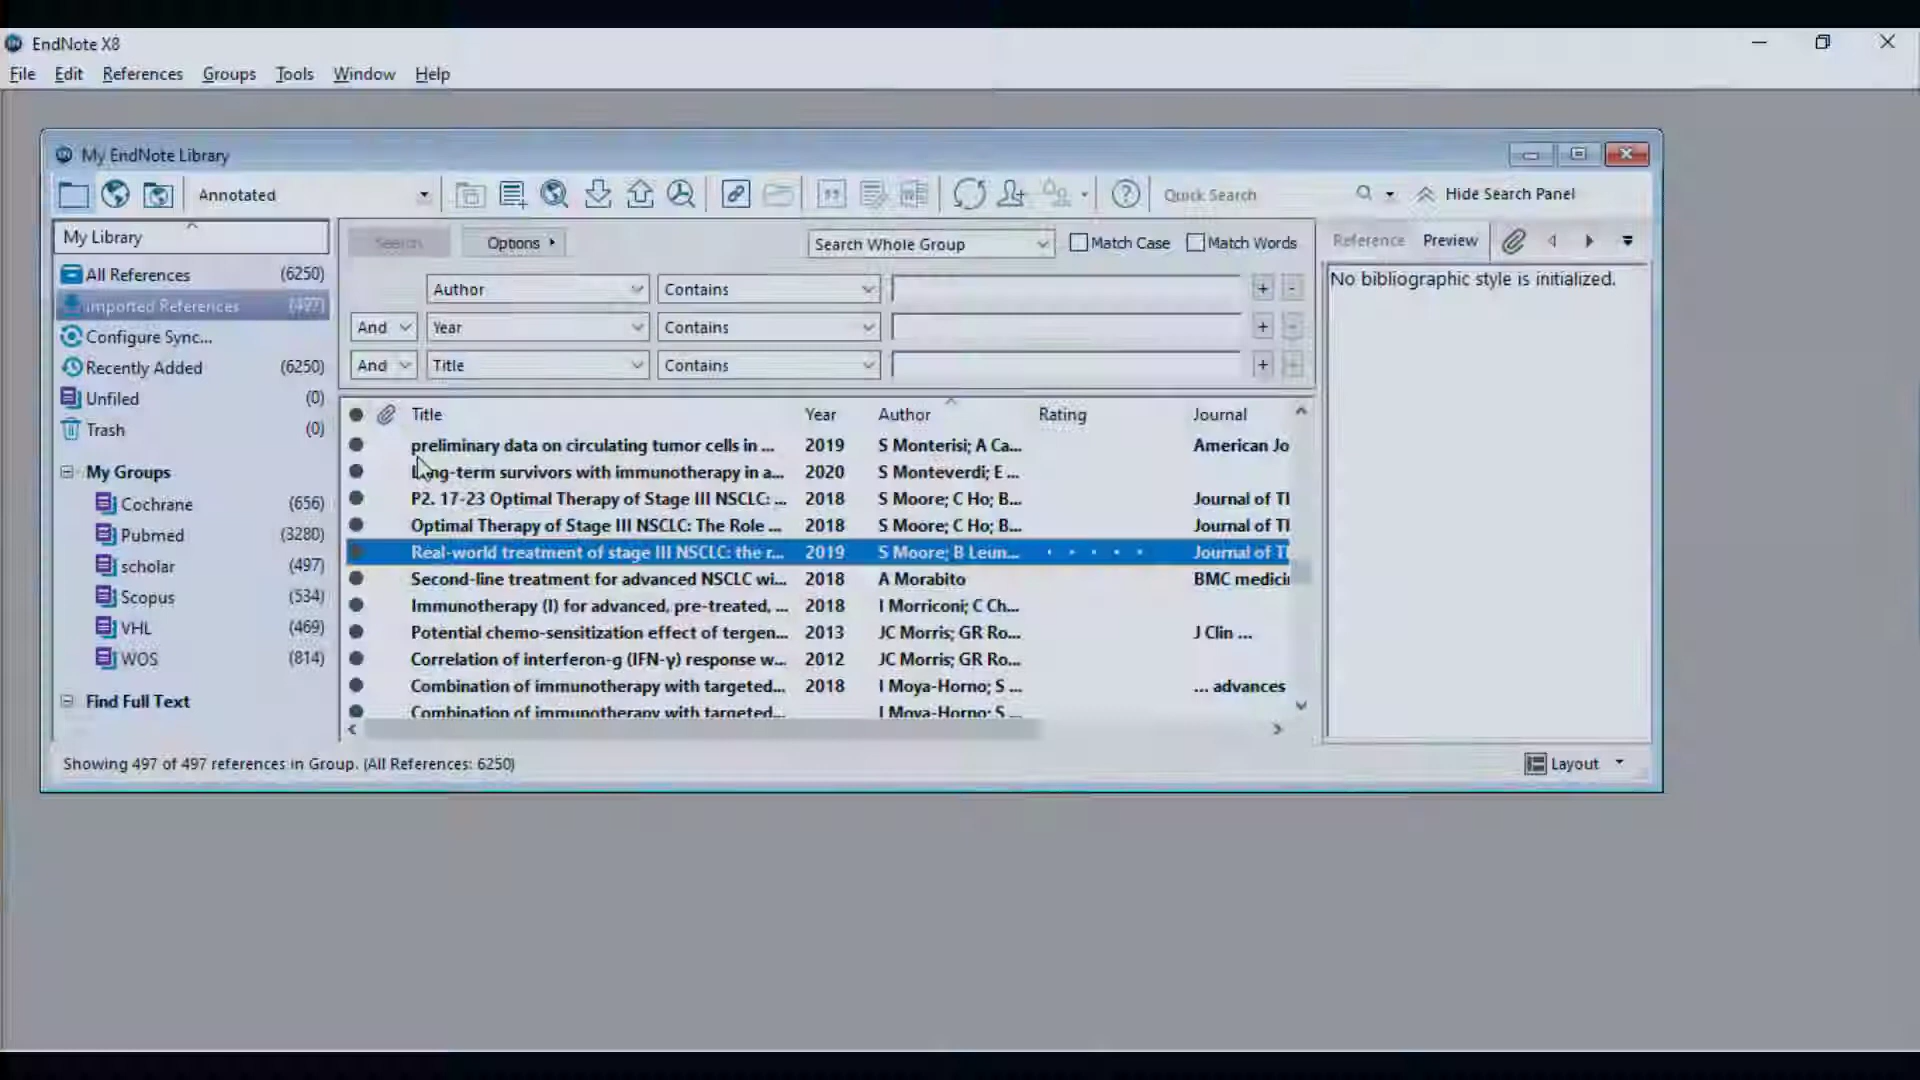 EndNote X8
File Edit References Groups Tools Window Help
My EndNote Library
Annotated
Quick Search
Hide Search Panel
My Library
All References (6250)
Imported References (497)
Configure Sync...
Recently Added (6250)
Unfiled (0)
Trash (0)
My Groups
Cochrane (656)
Pubmed (3280)
scholar (497)
Scopus (534)
VHL (469)
WOS (814)
Find Full Text
Search Options Search Whole Group Match Case Match Words
Author Contains
And Year Contains
And Title Contains
Title Year Author Rating Journal
preliminary data on circulating tumor cells in ... 2019 S Monterisi; A Ca... American Jo
Long-term survivors with immunotherapy in a... 2020 S Monteverdi; E ...
P2. 17-23 Optimal Therapy of Stage III NSCLC: ... 2018 S Moore; C Ho; B... Journal of Tl
Optimal Therapy of Stage III NSCLC: The Role ... 2018 S Moore; C Ho; B... Journal of Tl
Real-world treatment of stage III NSCLC: the r... 2019 S Moore; B Leun... Journal of Tl
Second-line treatment for advanced NSCLC wi... 2018 A Morabito BMC medici
Immunotherapy (I) for advanced, pre-treated, ... 2018 I Morriconi; C Ch...
Potential chemo-sensitization effect of tergen... 2013 JC Morris; GR Ro... J Clin ...
Correlation of interferon-g (IFN-γ) response w... 2012 JC Morris; GR Ro...
Combination of immunotherapy with targeted... 2018 I Moya-Horno; S ... ... advances
Combination of immunotherapy with targeted... I Moya-Horno; S ...
Reference Preview
No bibliographic style is initialized.
Showing 497 of 497 references in Group. (All References: 6250)
Layout